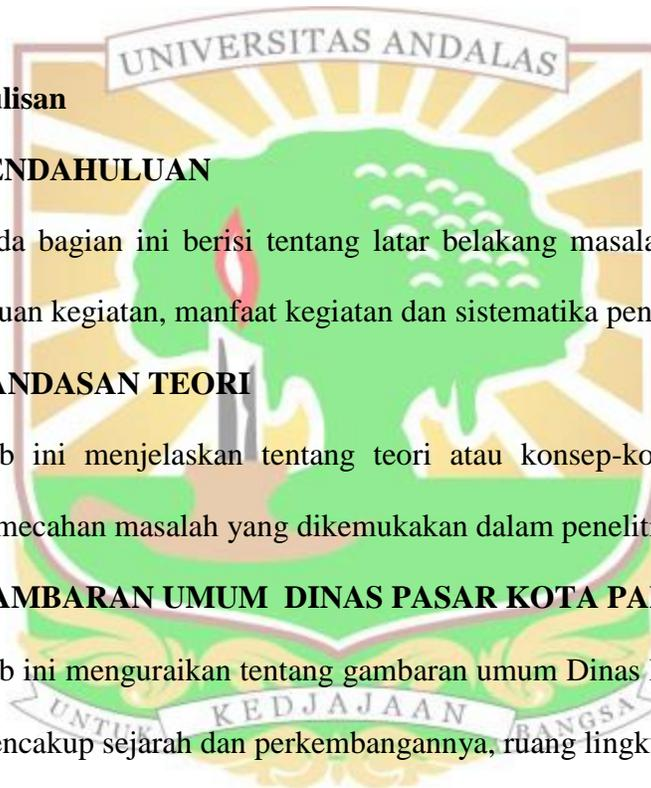 UNIVERSITAS ANDALAS
ulisan
ENDAHULUAN
da bagian ini berisi tentang latar belakang masala
uan kegiatan, manfaat kegiatan dan sistematika pen
ANDASAN TEORI
b ini menjelaskan tentang teori atau konsep-ko
mecahan masalah yang dikemukakan dalam penelit
AMBARAN UMUM DINAS PASAR KOTA PA
b ini menguraikan tentang gambaran umum Dinas
UNTUK KEDJAJAAN BANGSA
encakup sejarah dan perkembangannya, ruang lingk